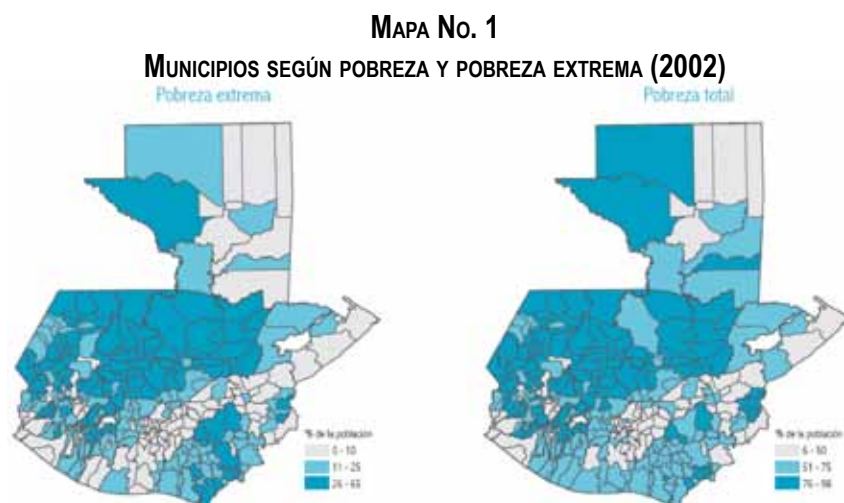 MAPA NO. 1
MUNICIPIOS SEGÚN POBREZA Y POBREZA EXTREMA (2002)
Pobreza extrema
Pobreza total
% de la población
0 - 10
11 - 25
26 - 65
% de la población
6 - 50
51 - 75
76 - 98